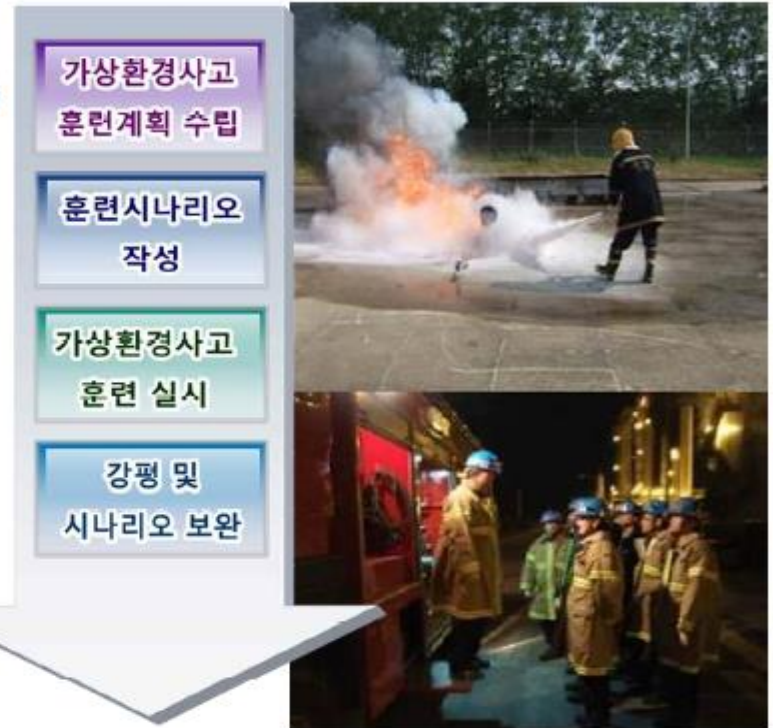 가상환경사고
훈련계획 수립
훈련시나리오
작성
가상환경사고
훈련 실시
강평 및
시나리오 보완